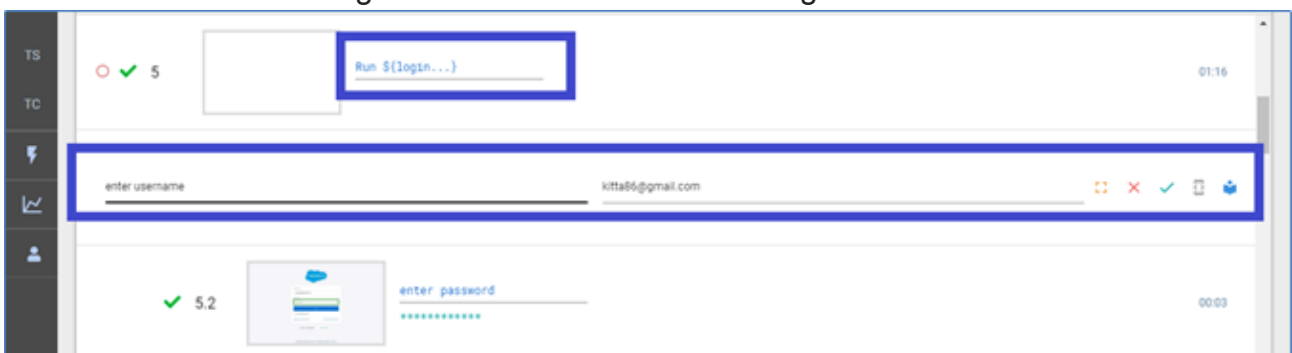 TS
TC
5
Run ${login...}
01:16
enter username
kitta86@gmail.com
5.2
enter password
************
00:03